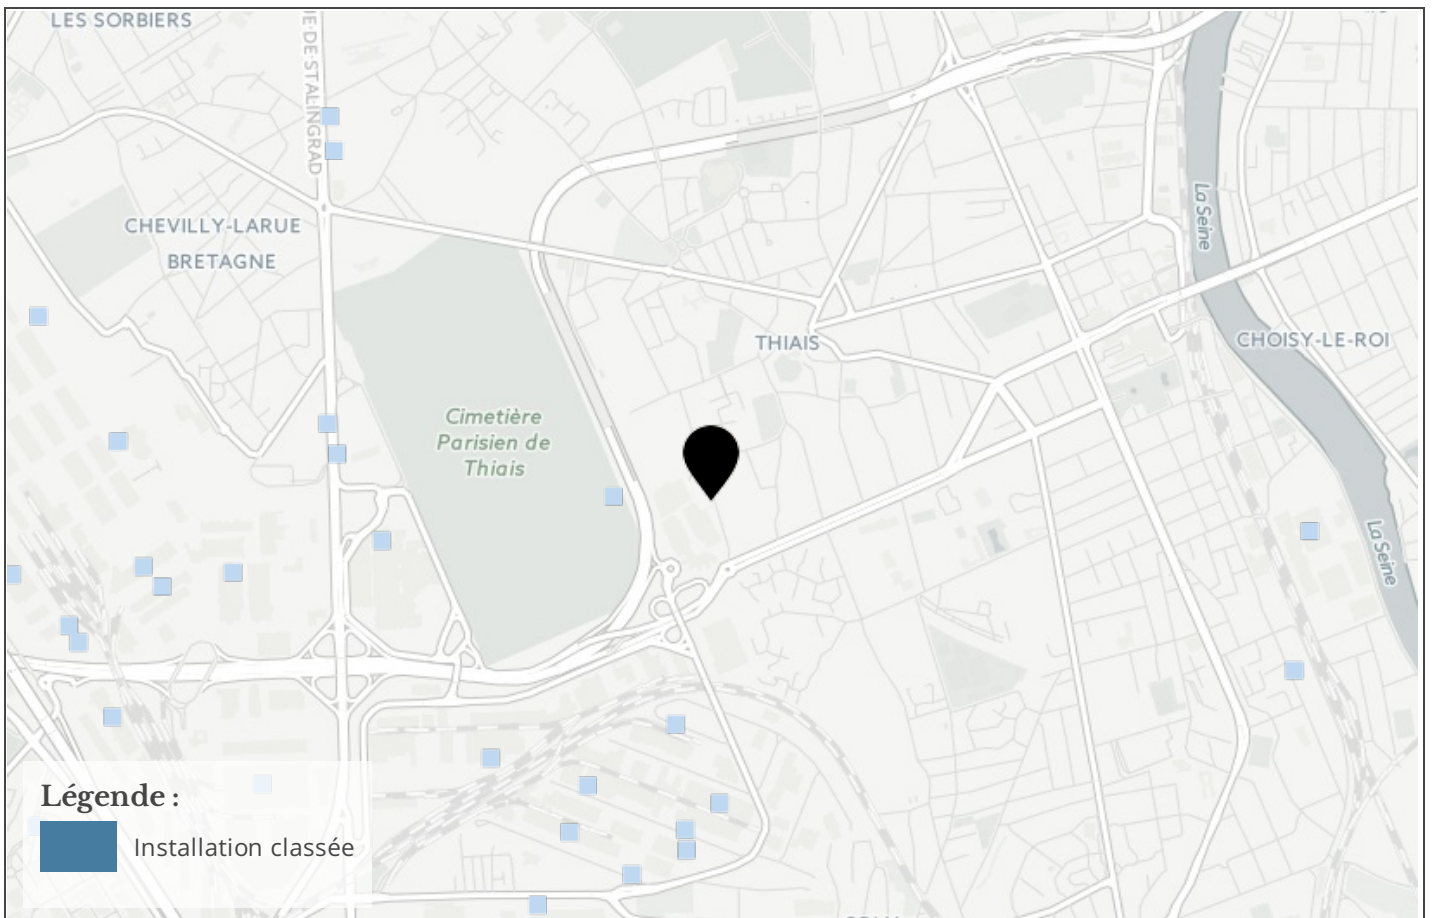 LES SORBIERS
E-DE-STALINGRAD
La Seine
CHEVILLY-LARUE
BRETAGNE
THIAIS
CHOISY-LE-ROI
Cimetière
Parisien de
Thiais
La Seine
Légende :
Installation classée